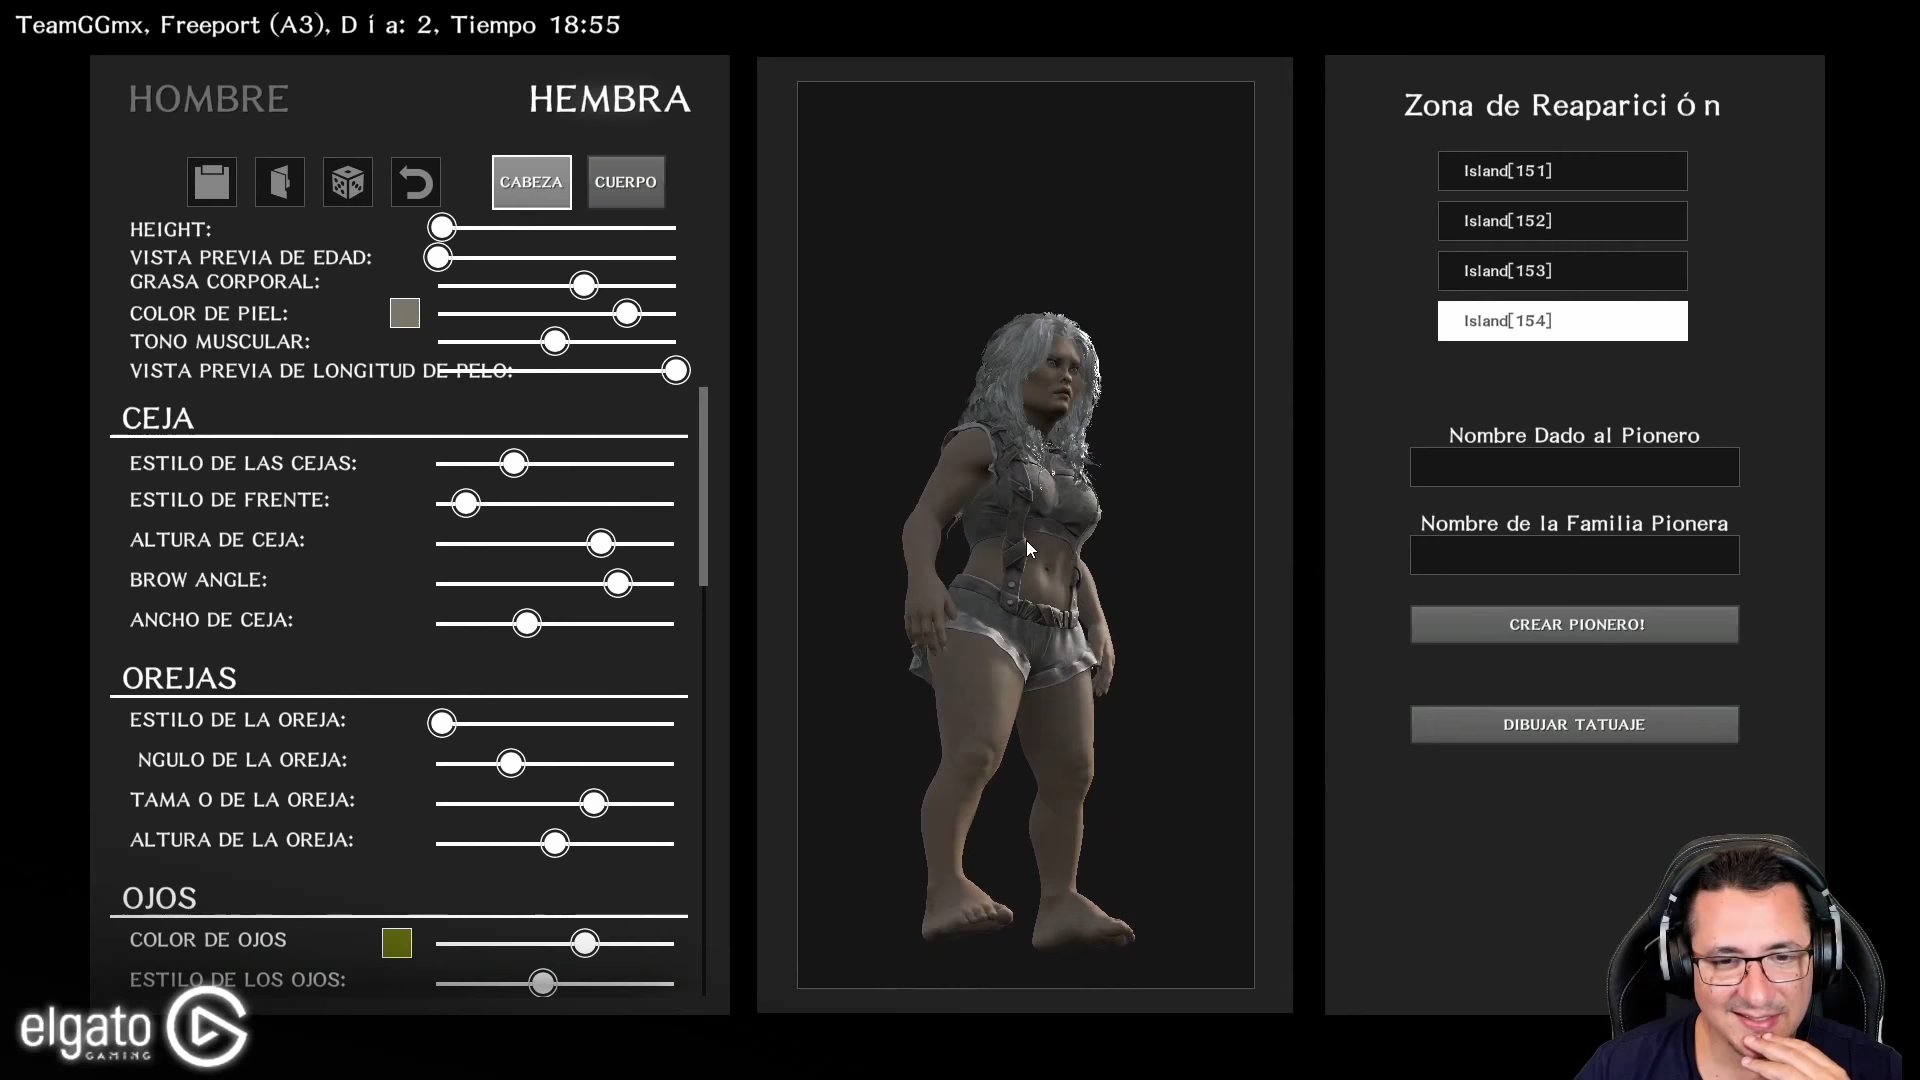 TeamGGmx, Freeport (A3), D í a: 2, Tiempo 18:55
HOMBRE
HEMBRA
CABEZA
CUERPO
HEIGHT:
VISTA PREVIA DE EDAD:
GRASA CORPORAL:
COLOR DE PIEL:
TONO MUSCULAR:
VISTA PREVIA DE LONGITUD DE PELO:
CEJA
ESTILO DE LAS CEJAS:
ESTILO DE FRENTE:
ALTURA DE CEJA:
BROW ANGLE:
ANCHO DE CEJA:
OREJAS
ESTILO DE LA OREJA:
NGULO DE LA OREJA:
TAMA O DE LA OREJA:
ALTURA DE LA OREJA:
OJOS
COLOR DE OJOS
ESTILO DE LOS OJOS:
elgato
GAMING
Zona de Reaparici ó n
Island[151]
Island[152]
Island[153]
Island[154]
Nombre Dado al Pionero
Nombre de la Familia Pionera
CREAR PIONERO!
DIBUJAR TATUAJE